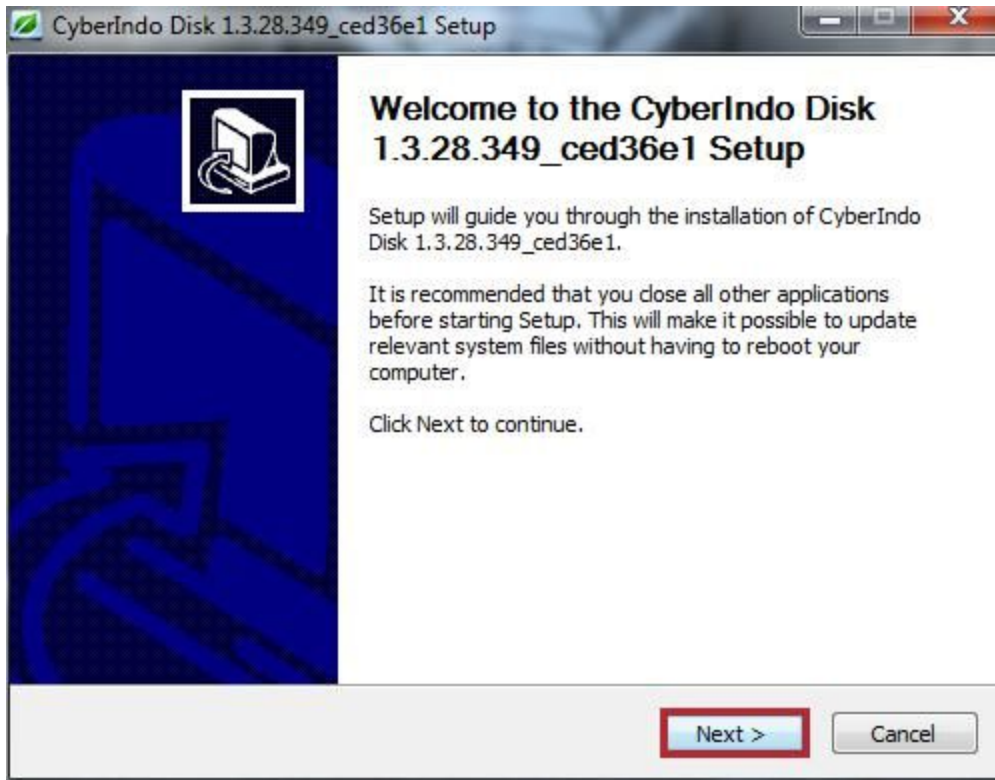 CyberIndo Disk 1.3.28.349_ced36e1 Setup
Welcome to the CyberIndo Disk
1.3.28.349_ced36e1 Setup
Setup will guide you through the installation of CyberIndo
Disk 1.3.28.349_ced36e1.
It is recommended that you close all other applications
before starting Setup. This will make it possible to update
relevant system files without having to reboot your
computer.
Click Next to continue.
Next >
Cancel